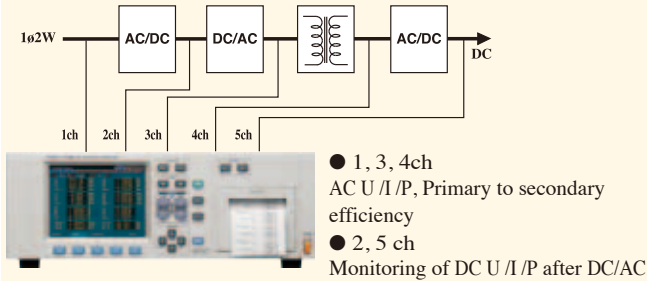 1ø2W
AC/DC
DC/AC
AC/DC
DC
1ch 2ch 3ch 4ch 5ch
● 1, 3, 4ch
AC U /I /P, Primary to secondary
efficiency
● 2, 5 ch
Monitoring of DC U /I /P after DC/AC